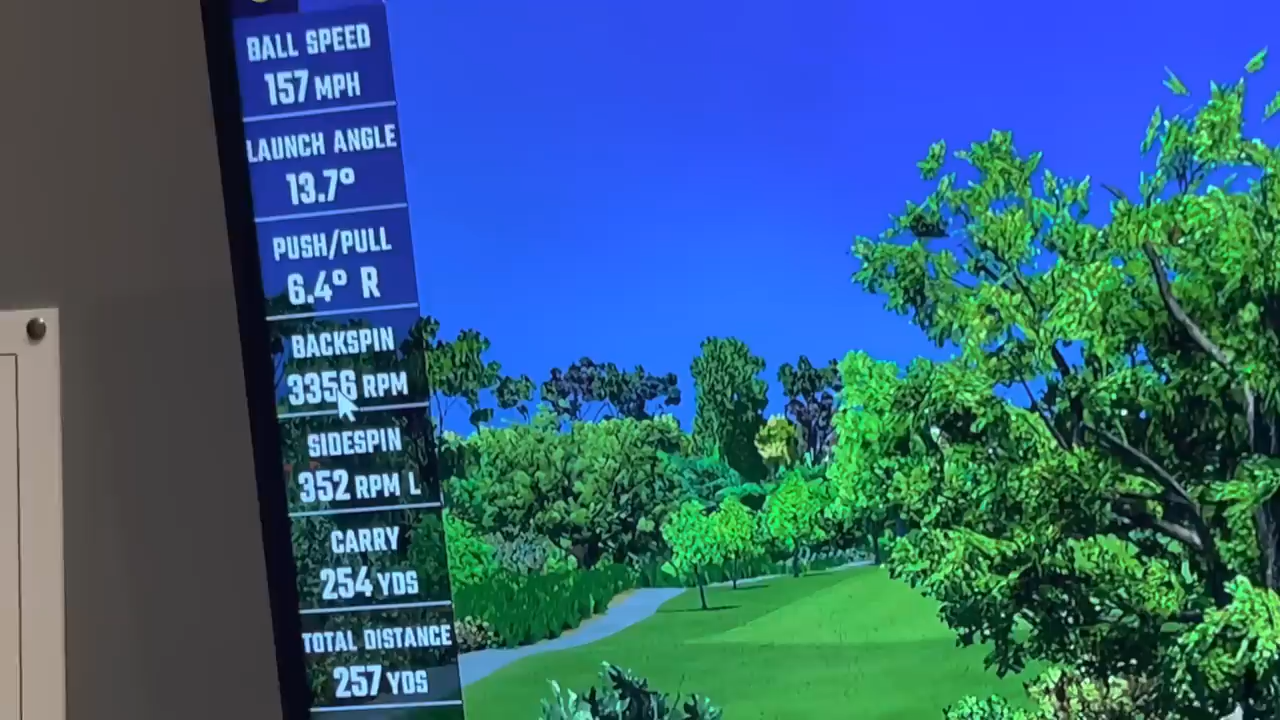 BALL SPEED
157 MPH
LAUNCH ANGLE
13.7°
PUSH/PULL
6.4° R
BACKSPIN
3356 RPM
SIDESPIN
352 RPM L
CARRY
254 YDS
TOTAL DISTANCE
257 YDS